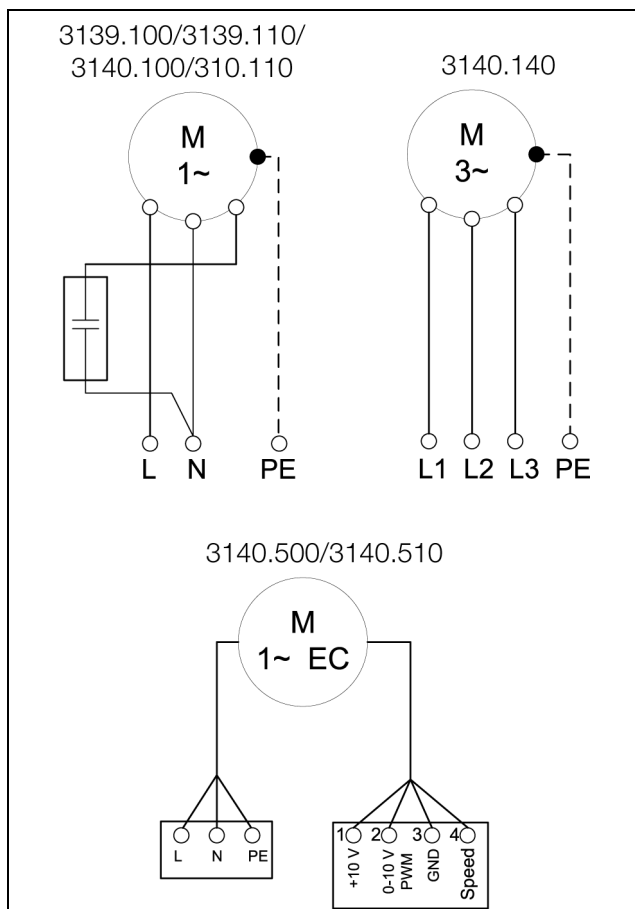 3139.100/3139.110/
3140.100/310.110
M
1~
L N PE
3140.140
M
3~
L1 L2 L3 PE
3140.500/3140.510
M
1~ EC
L N PE
1 2 3 4
+10 V
0-10 V
PWM
GND
Speed